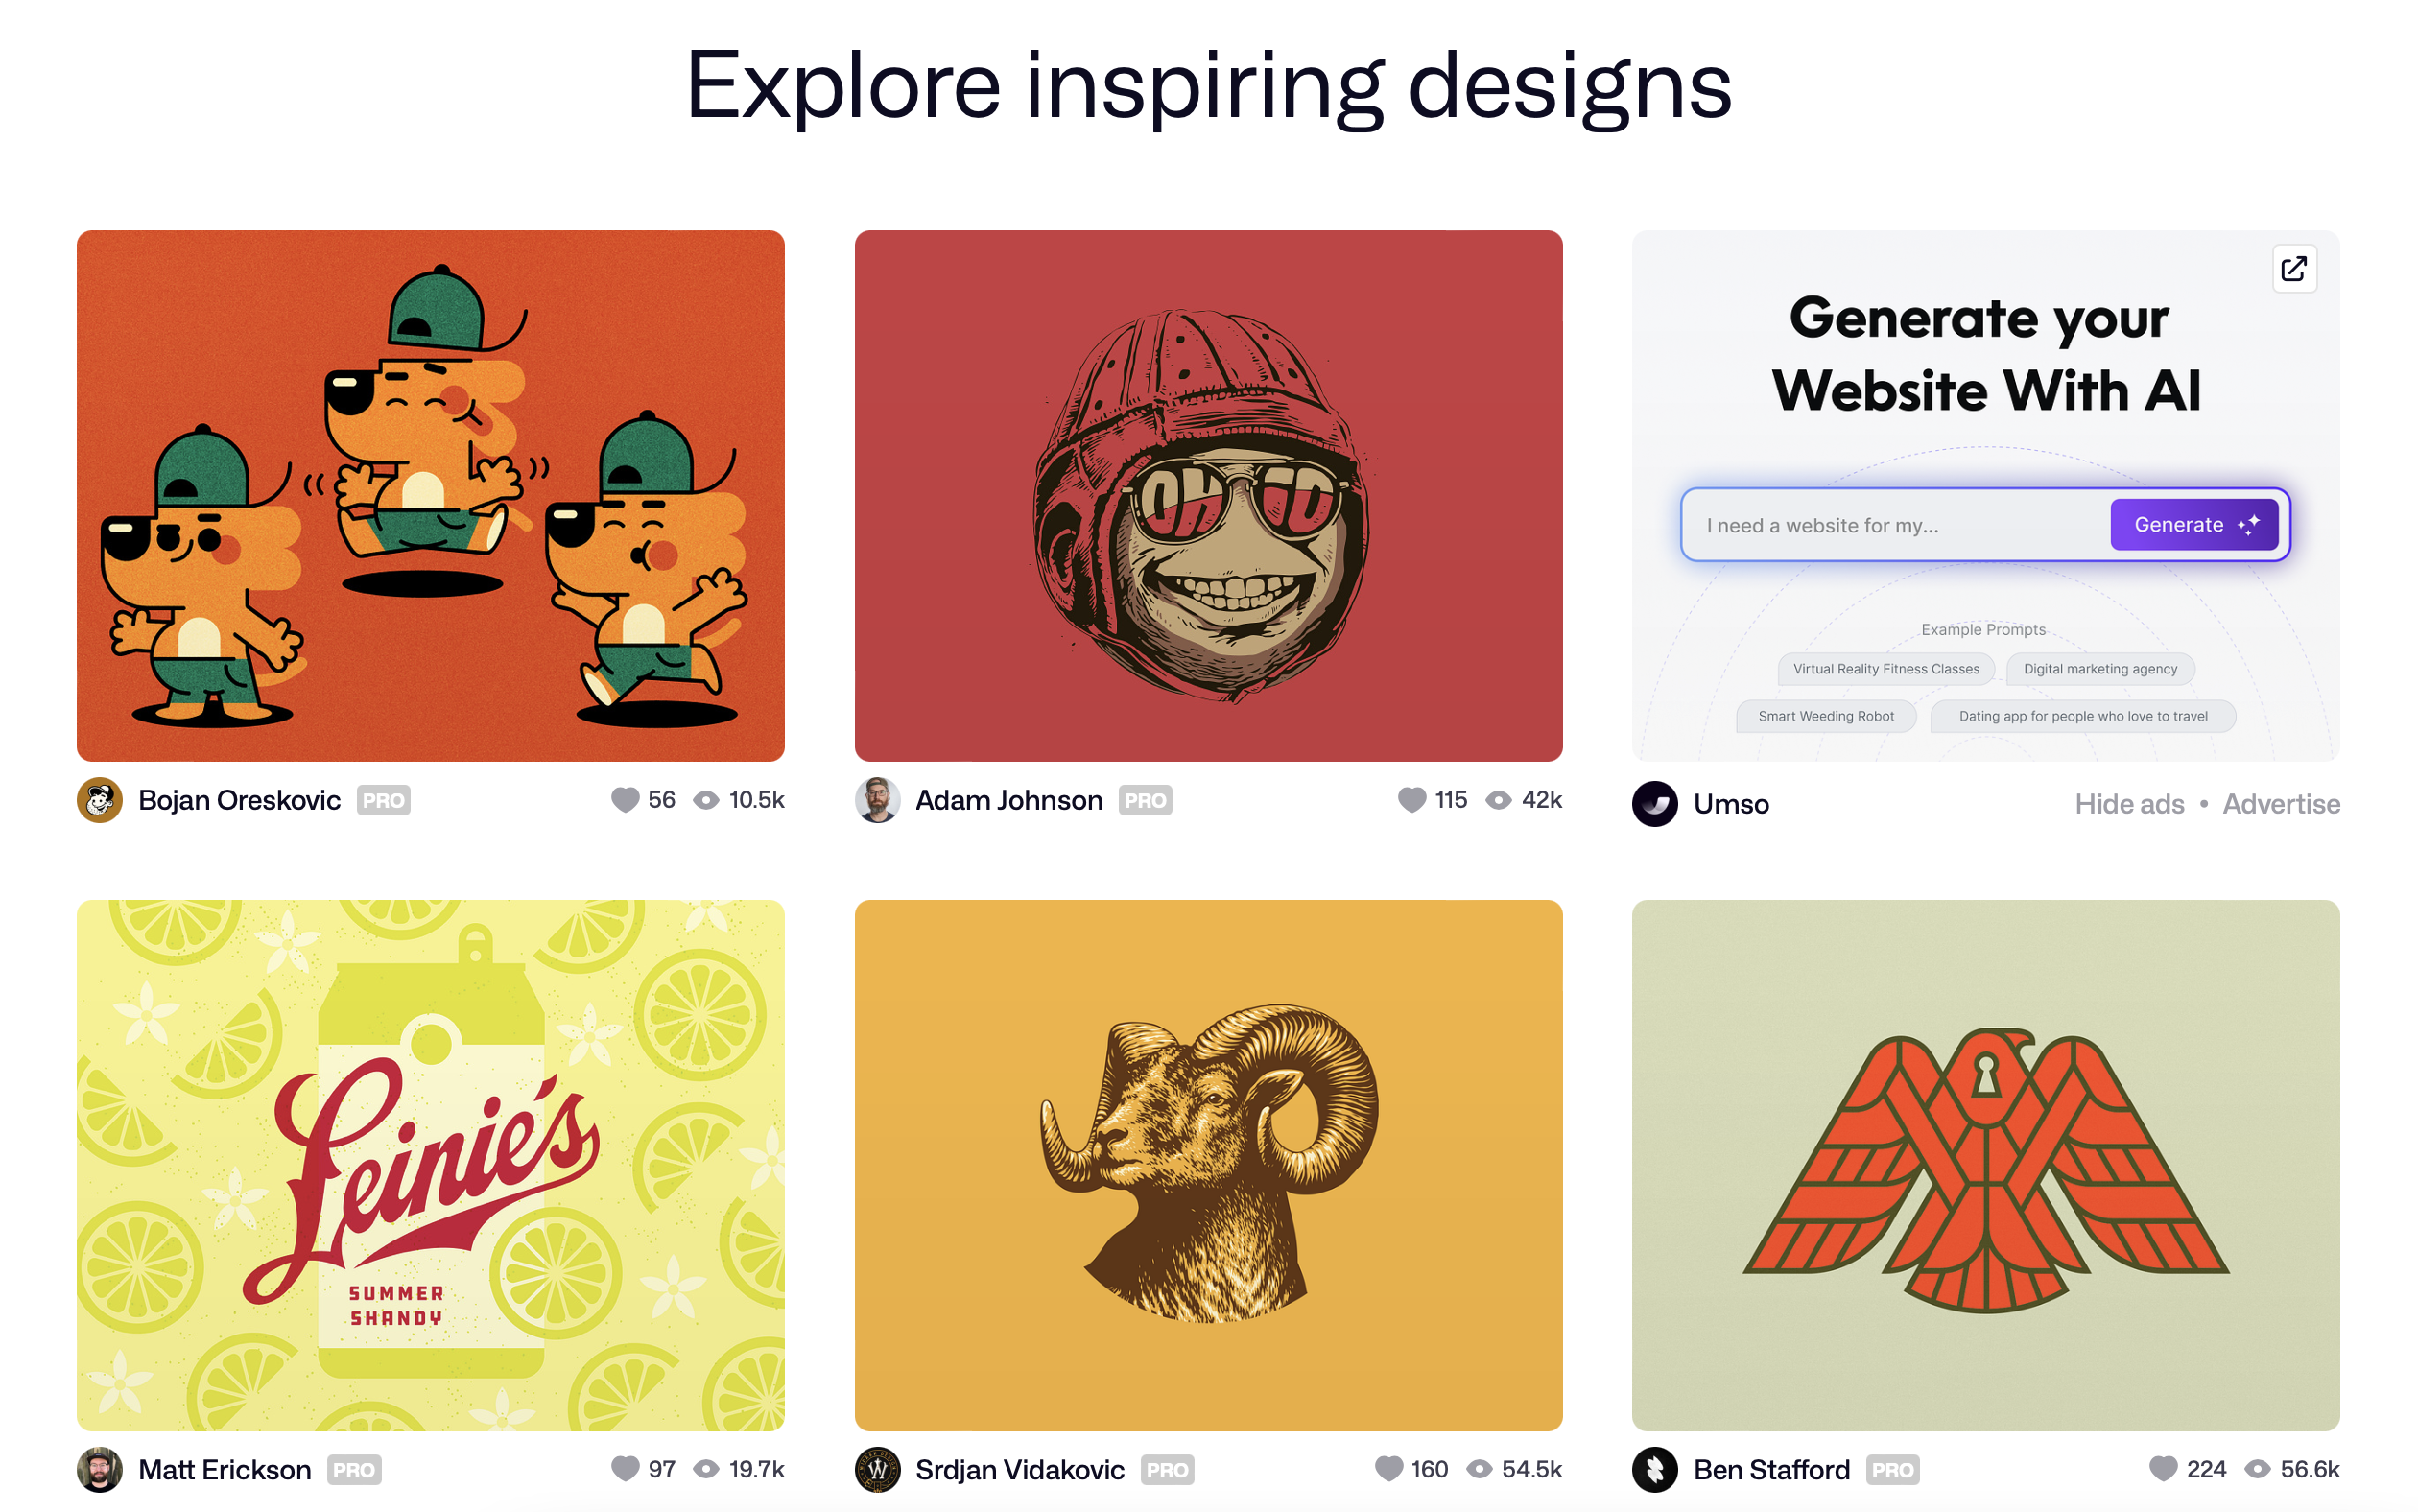 Explore inspiring designs
OHIO
Generate your
Website With AI
I need a website for my...
Generate
Example Prompts
Virtual Reality Fitness Classes
Digital marketing agency
Smart Weeding Robot
Dating app for people who love to travel
Bojan Oreskovic PRO 56 10.5k
Adam Johnson PRO 115 42k
Umso Hide ads • Advertise
Leinie's
SUMMER
SHANDY
Matt Erickson PRO 97 19.7k
Srdjan Vidakovic PRO 160 54.5k
Ben Stafford PRO 224 56.6k